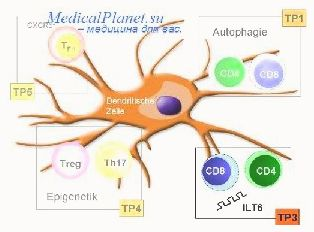 MedicalPlanet.su
– медицина для вас.
TP1
Autophagie
CD4 CD8
TP5
Dendritische
Zelle
Treg Th17
CD8 CD4
ILT6
Epigenetik
TP4
TP3